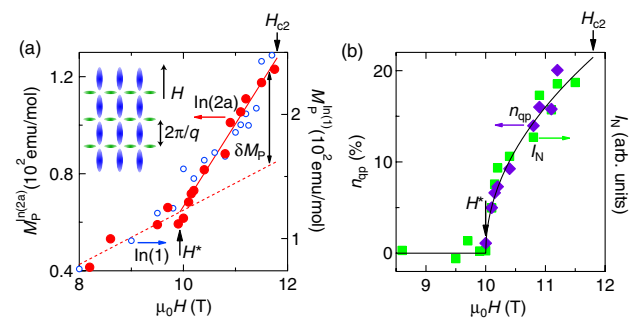 H_c2
(a)
1.2
0.8
0.4
M_P^In(2a) (10^2 emu/mol)
H
2π/q
In(2a)
δM_P
In(1)
H*
2
1
M_P^In(1) (10^2 emu/mol)
8
10
12
μ0H (T)
H_c2
(b)
20
10
0
n_qp (%)
n_qp
I_N
H*
I_N (arb. units)
9
10
11
12
μ0H (T)